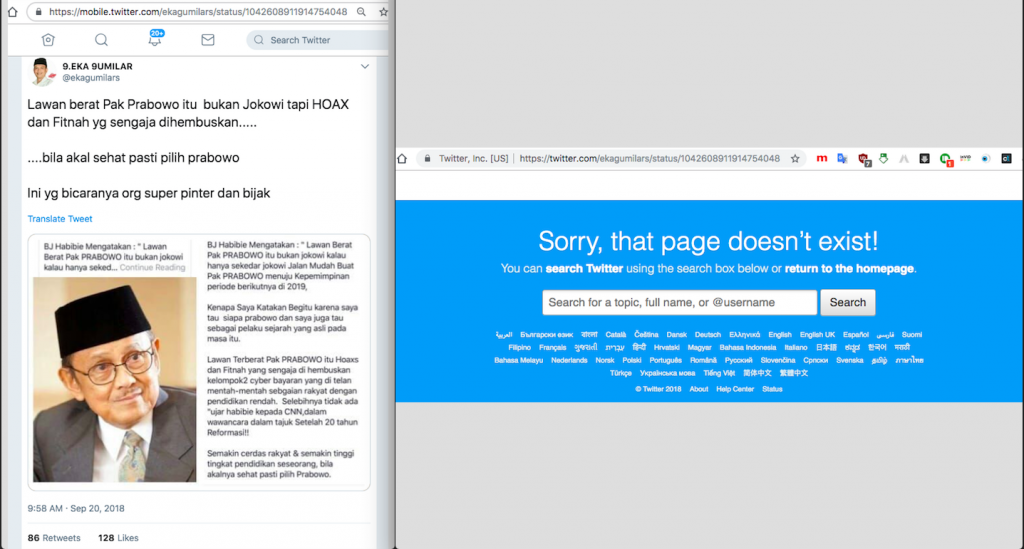 https://mobile.twitter.com/ekagumilars/status/1042608911914754048
20+
Search Twitter
9.EKA 9UMILAR
@ekagumilars
Lawan berat Pak Prabowo itu bukan Jokowi tapi HOAX
dan Fitnah yg sengaja dihembuskan.....
....bila akal sehat pasti pilih prabowo
Ini yg bicaranya org super pinter dan bijak
Translate Tweet
BJ Habibie Mengatakan : " Lawan
Berat Pak PRABOWO itu bukan jokowi
kalau hanya seked... Continue Reading
BJ Habibie Mengatakan : " Lawan Berat
Pak PRABOWO itu bukan jokowi kalau
hanya sekedar jokowi Jalan Mudah Buat
Pak PRABOWO menuju Kepemimpinan
periode berikutnya di 2019,
Kenapa Saya Katakan Begitu karena saya
tau siapa prabowo dan saya juga tau
sebagai pelaku sejarah yang asli pada
masa itu.
Lawan Terberat Pak PRABOWO itu Hoaxs
dan Fitnah yang sengaja di hembuskan
kelompok2 cyber bayaran yang di telan
mentah-mentah sebgaian rakyat dengan
pendidikan rendah. Selebihnya tidak ada
"ujar habibie kepada CNN,dalam
wawancara dalam tajuk Setelah 20 tahun
Reformasi!!
Semakin cerdas rakyat & semakin tinggi
tingkat pendidikan seseorang, bila
akalnya sehat pasti pilih Prabowo.
9:58 AM · Sep 20, 2018
86 Retweets 128 Likes
Twitter, Inc. [US] | https://twitter.com/ekagumilars/status/1042608911914754048
m
7
1
Sorry, that page doesn't exist!
You can search Twitter using the search box below or return to the homepage.
Search for a topic, full name, or @username Search
العربية Български език বাংলা Català Čeština Dansk Deutsch Ελληνικά English English UK Español فارسی Suomi
Filipino Français ગુજરાતી עברית हिन्दी Hrvatski Magyar Bahasa Indonesia Italiano 日本語 ಕನ್ನಡ 한국어 मराठी
Bahasa Melayu Nederlands Norsk Polski Português Română Русский Slovenčina Српски Svenska தமிழ் ภาษาไทย
Türkçe Українська мова Tiếng Việt 简体中文 繁體中文
© Twitter 2018 About Help Center Status